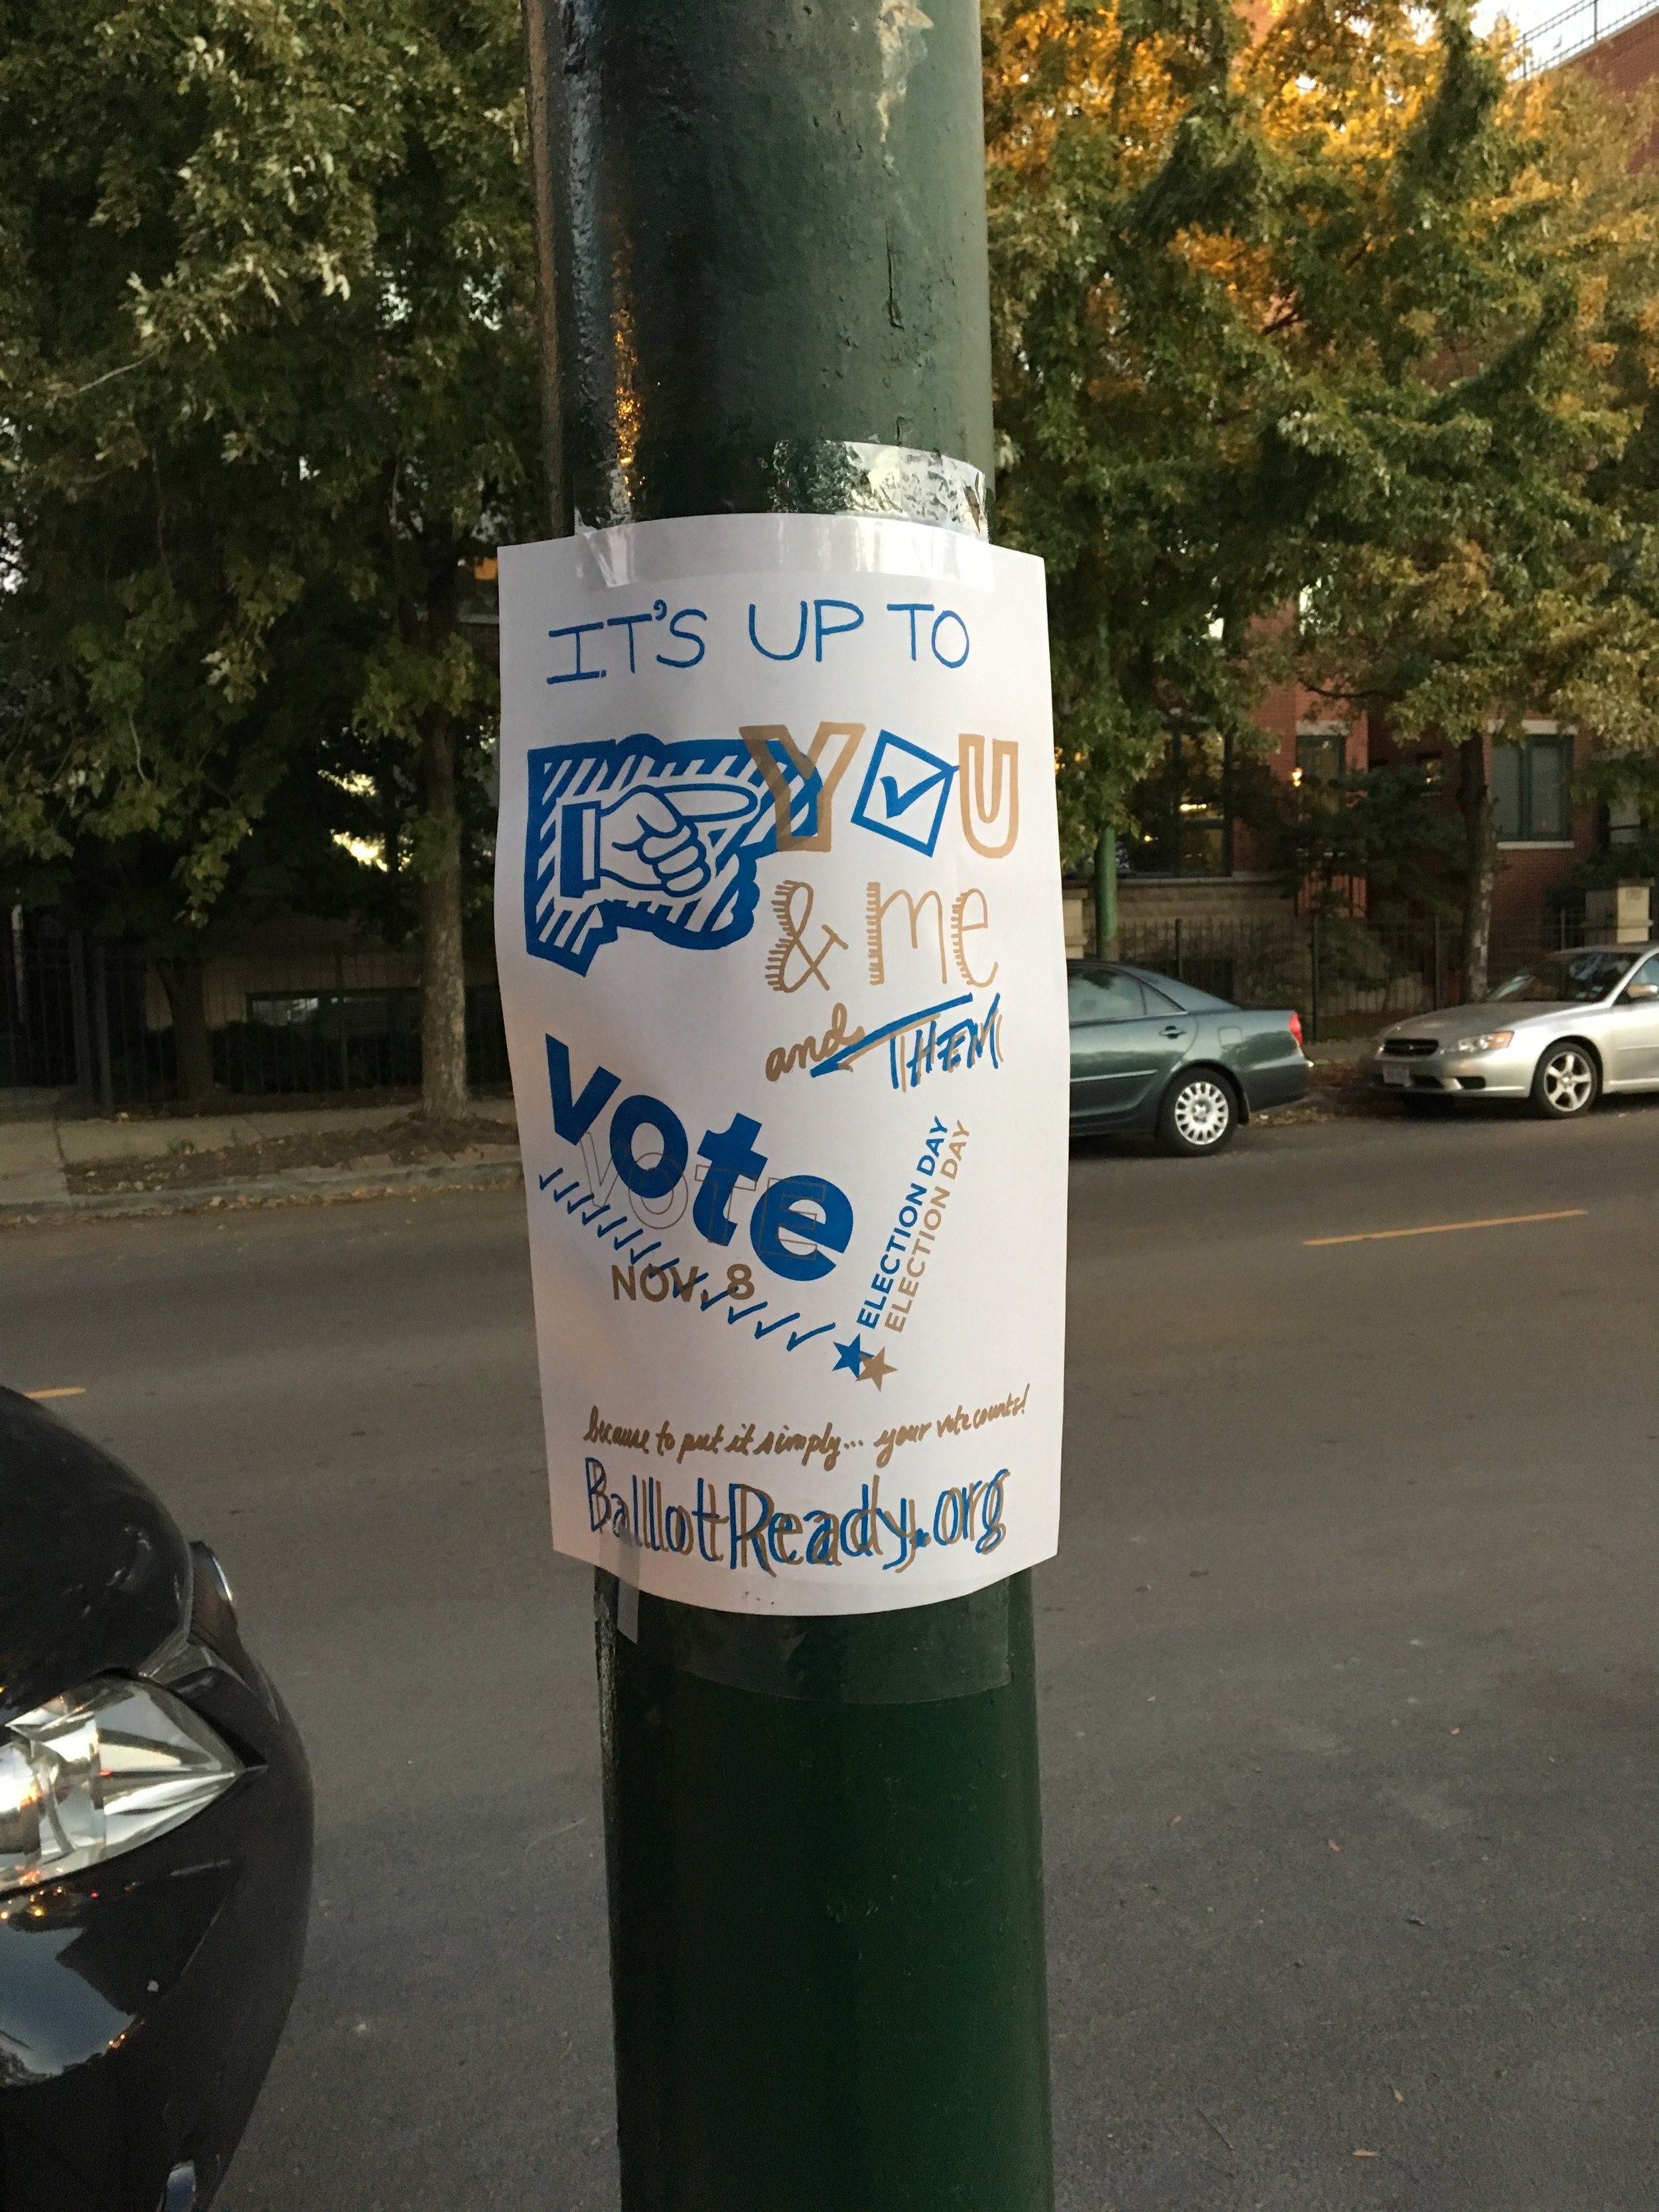 IT'S UP TO
YOU
& me
and THEM
vote
VOTE
NOV. 8
ELECTION DAY
ELECTION DAY
because to put it simply... your vote counts!
BallotReady.org